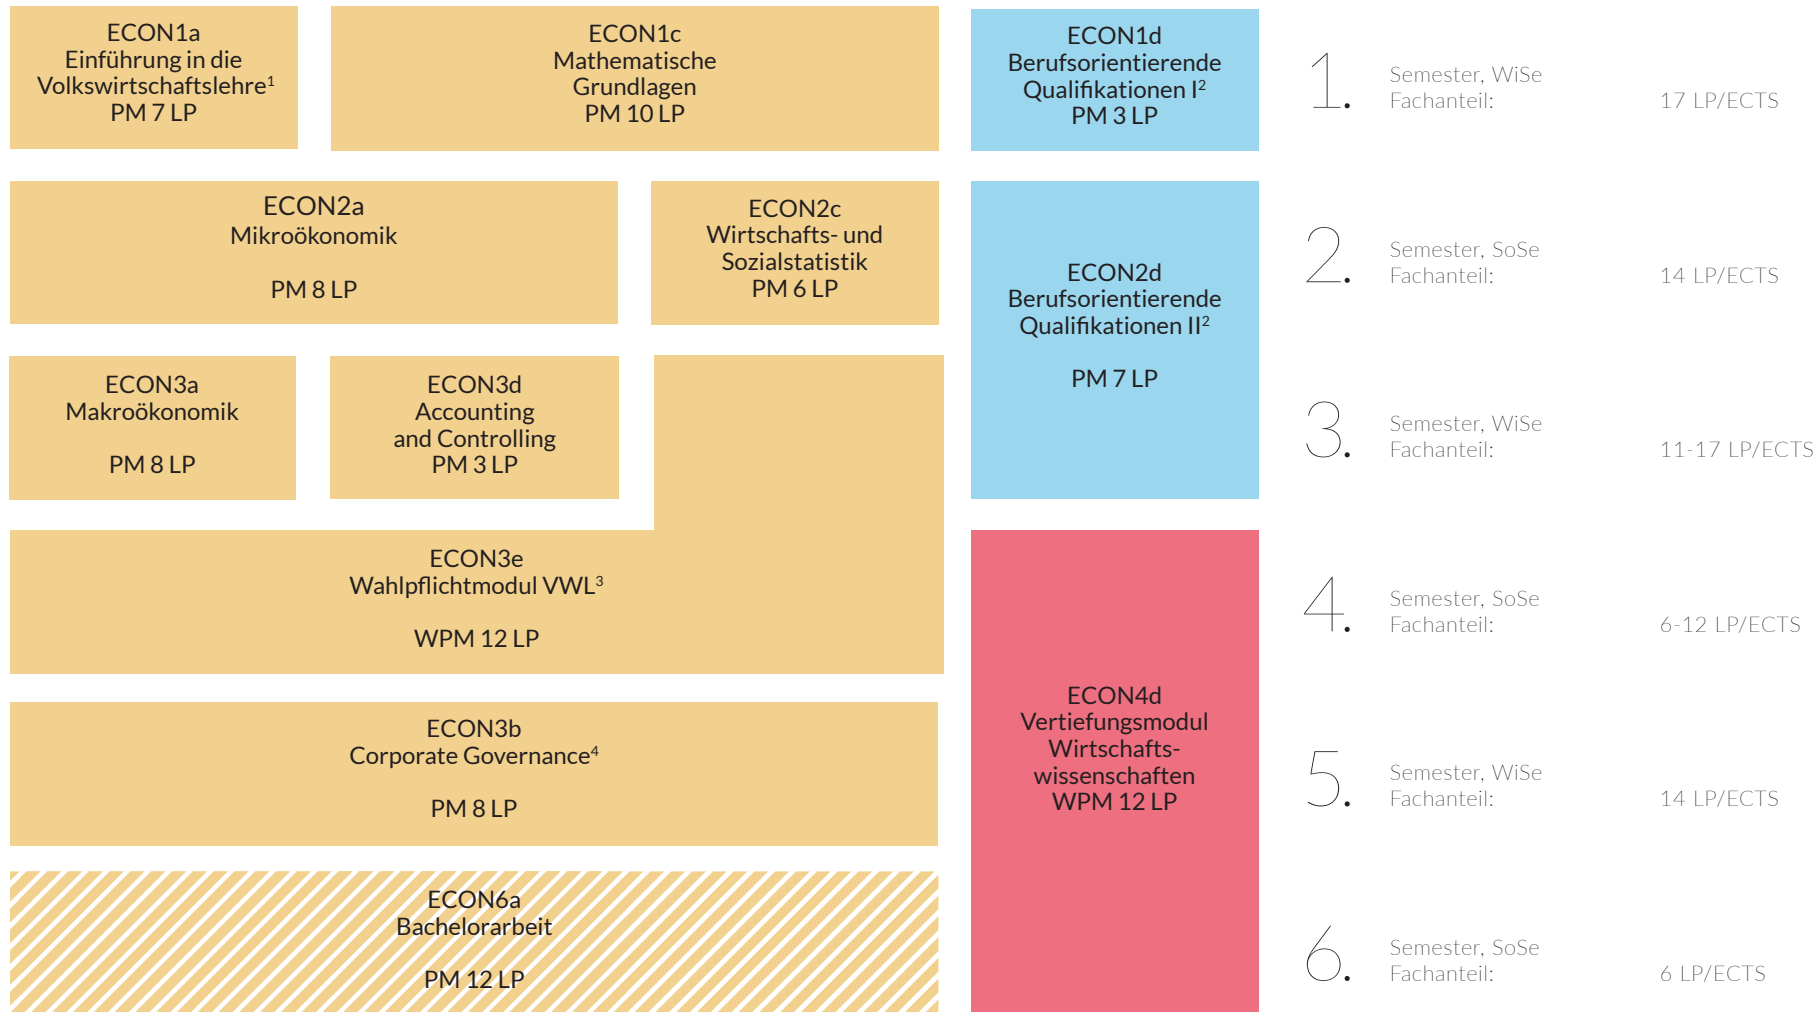 ECON1a
Einführung in die
Volkswirtschaftslehre¹
PM 7 LP
ECON1c
Mathematische
Grundlagen
PM 10 LP
ECON1d
Berufsorientierende
Qualifikationen I²
PM 3 LP
1.
Semester, WiSe
Fachanteil: 17 LP/ECTS
ECON2a
Mikroökonomik
PM 8 LP
ECON2c
Wirtschafts- und
Sozialstatistik
PM 6 LP
ECON2d
Berufsorientierende
Qualifikationen II²
PM 7 LP
2.
Semester, SoSe
Fachanteil: 14 LP/ECTS
ECON3a
Makroökonomik
PM 8 LP
ECON3d
Accounting
and Controlling
PM 3 LP
3.
Semester, WiSe
Fachanteil: 11-17 LP/ECTS
ECON3e
Wahlpflichtmodul VWL³
WPM 12 LP
4.
Semester, SoSe
Fachanteil: 6-12 LP/ECTS
ECON4d
Vertiefungsmodul
Wirtschafts-
wissenschaften
WPM 12 LP
ECON3b
Corporate Governance⁴
PM 8 LP
5.
Semester, WiSe
Fachanteil: 14 LP/ECTS
ECON6a
Bachelorarbeit
PM 12 LP
6.
Semester, SoSe
Fachanteil: 6 LP/ECTS